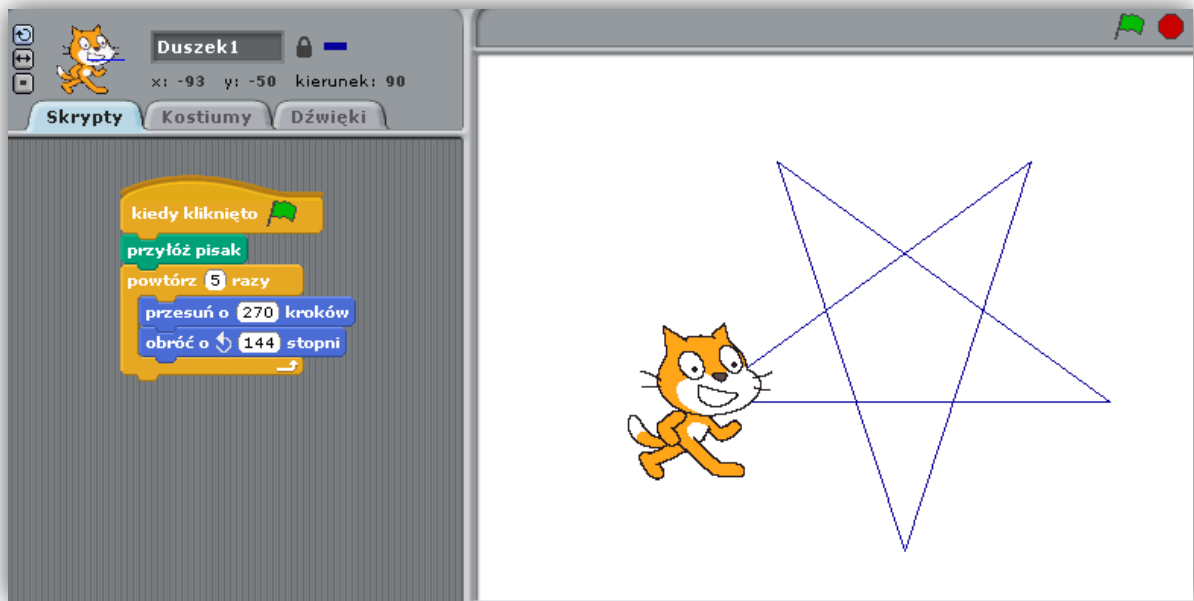 Duszek1
x: -93 y: -50 kierunek: 90
Skrypty Kostiumy Dźwięki
kiedy kliknięto
przyłóż pisak
powtórz 5 razy
przesuń o 270 kroków
obróć o 144 stopni